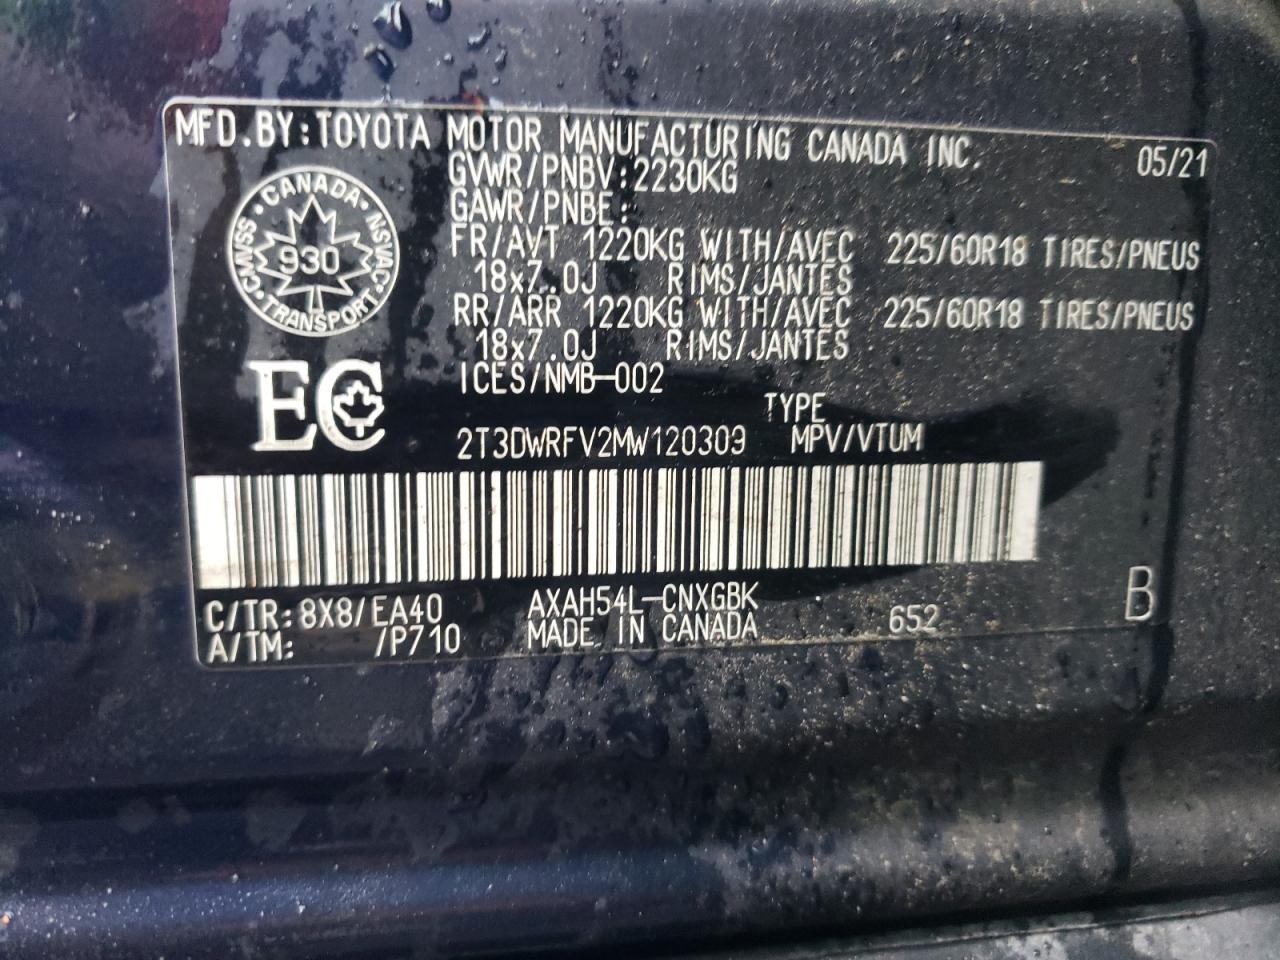 MFD.BY:TOYOTA MOTOR MANUFACTURING CANADA INC. 05/21
GVWR/PNBV:2230KG
GAWR/PNBE:
FR/AVT 1220KG WITH/AVEC 225/60R18 TIRES/PNEUS
18x7.0J RIMS/JANTES
RR/ARR 1220KG WITH/AVEC 225/60R18 TIRES/PNEUS
18x7.0J RIMS/JANTES
ICES/NMB-002
CMVSS • CANADA • NSVAC • TRANSPORT •
930
EC
TYPE
2T3DWRFV2MW120309 MPV/VTUM
C/TR:8X8/EA40 AXAH54L-CNXGBK
A/TM: /P710 MADE IN CANADA 652 B